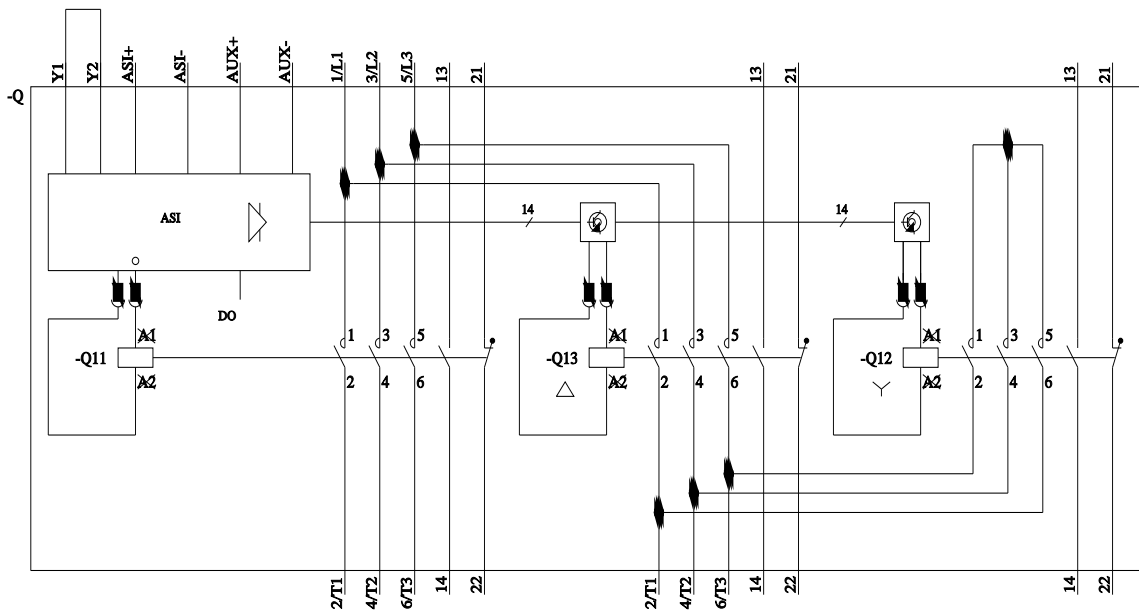 Y1 Y2 ASI+ ASI- AUX+ AUX- 1/L1 3/L2 5/L3 13 21 13 21 13 21
-Q
ASI 14 14
DO
A1 1 3 5 A1 1 3 5 A1 1 3 5
-Q11 -Q13 -Q12
A2 2 4 6 A2 2 4 6 A2 2 4 6
2/T1 4/T2 6/T3 14 22 2/T1 4/T2 6/T3 14 22 14 22